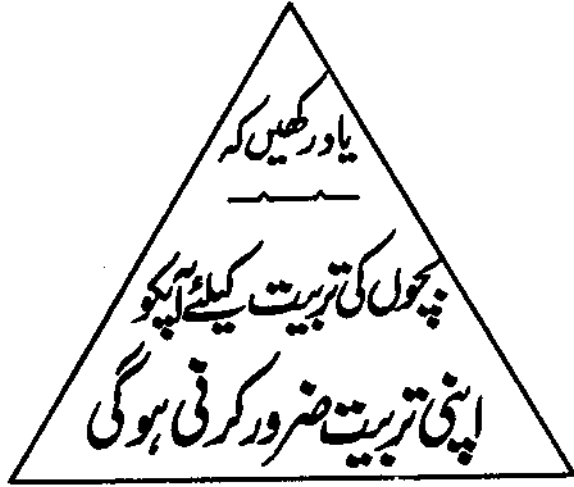 یاد رکھیں کہ
بچوں کی تربیت کیلئے آپکو
اپنی تربیت ضرور کرنی ہوگی